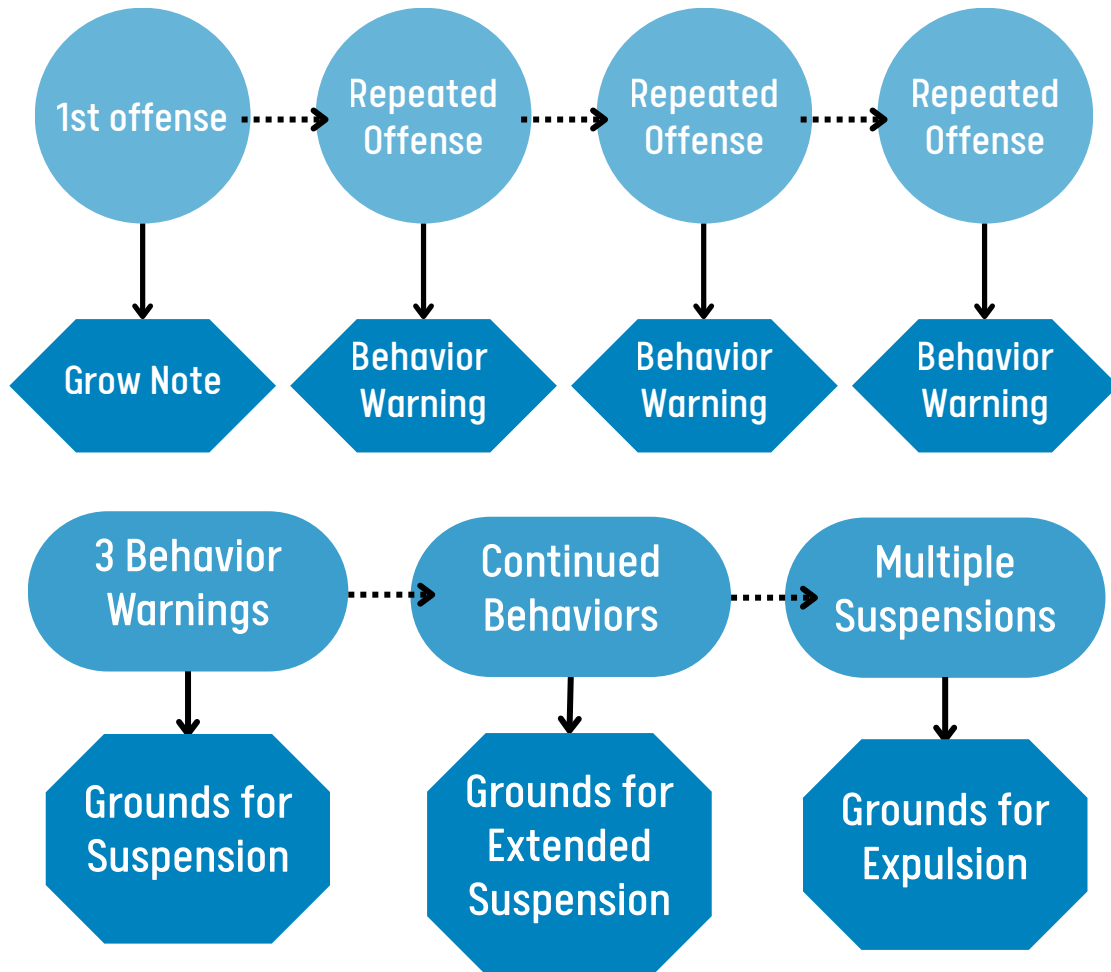 1st offense
Repeated
Offense
Repeated
Offense
Repeated
Offense
Grow Note
Behavior
Warning
Behavior
Warning
Behavior
Warning
3 Behavior
Warnings
Continued
Behaviors
Multiple
Suspensions
Grounds for
Suspension
Grounds for
Extended
Suspension
Grounds for
Expulsion